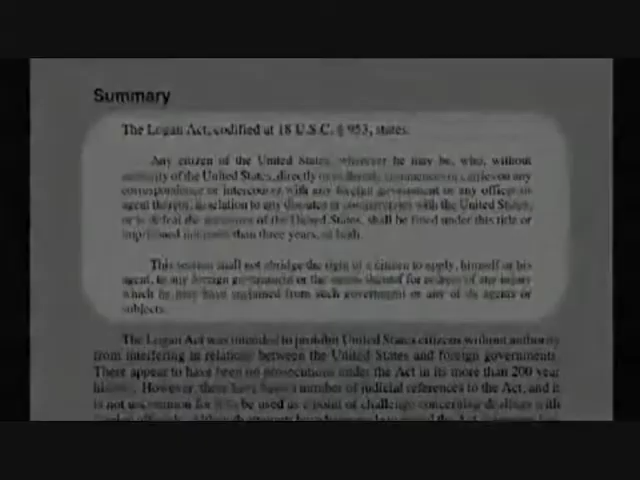 Summary
The Logan Act, codified at 18 U.S.C. § 953, states:
Any citizen of the United States, wherever he may be, who, without
authority of the United States, directly or indirectly commences or carries on any
correspondence or intercourse with any foreign government or any officer or
agent thereof, in relation to any disputes or controversies with the United States,
or to defeat the measures of the United States, shall be fined under this title or
imprisoned not more than three years, or both.
This section shall not abridge the right of a citizen to apply, himself or his
agent, to any foreign government or the agents thereof for redress of any injury
which he may have sustained from such government or any of its agents or
subjects.
The Logan Act was intended to prohibit United States citizens without authority
from interfering in relations between the United States and foreign governments.
There appear to have been no prosecutions under the Act in its more than 200 year
history. However, there have been a number of judicial references to the Act, and it
is not uncommon for it to be used as a point of challenge concerning dealings with